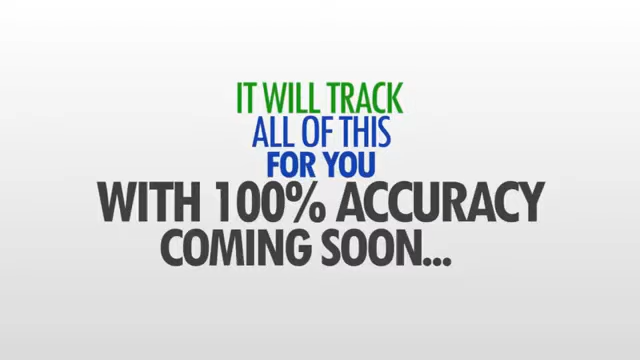 IT WILL TRACK
ALL OF THIS
FOR YOU
WITH 100% ACCURACY
COMING SOON...